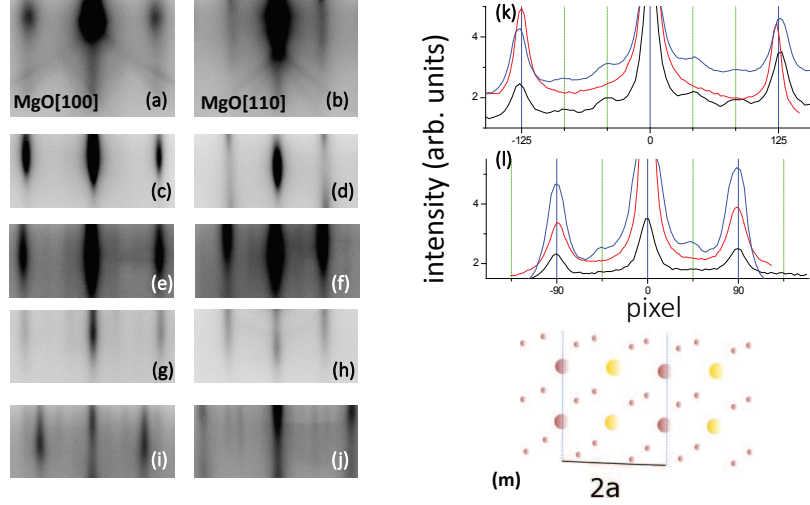 MgO[100] (a)
MgO[110] (b)
(c)
(d)
(e)
(f)
(g)
(h)
(i)
(j)
(k)
4
2
-125 0 125
(l)
4
2
-90 0 90
pixel
intensity (arb. units)
(m)
2a